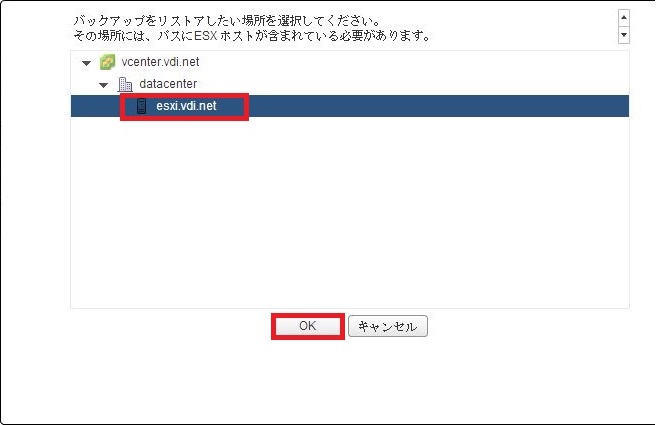 バックアップをリストアしたい場所を選択してください。
その場所には、パスにESX ホストが含まれている必要があります。
vcenter.vdi.net
datacenter
esxi.vdi.net
OK キャンセル